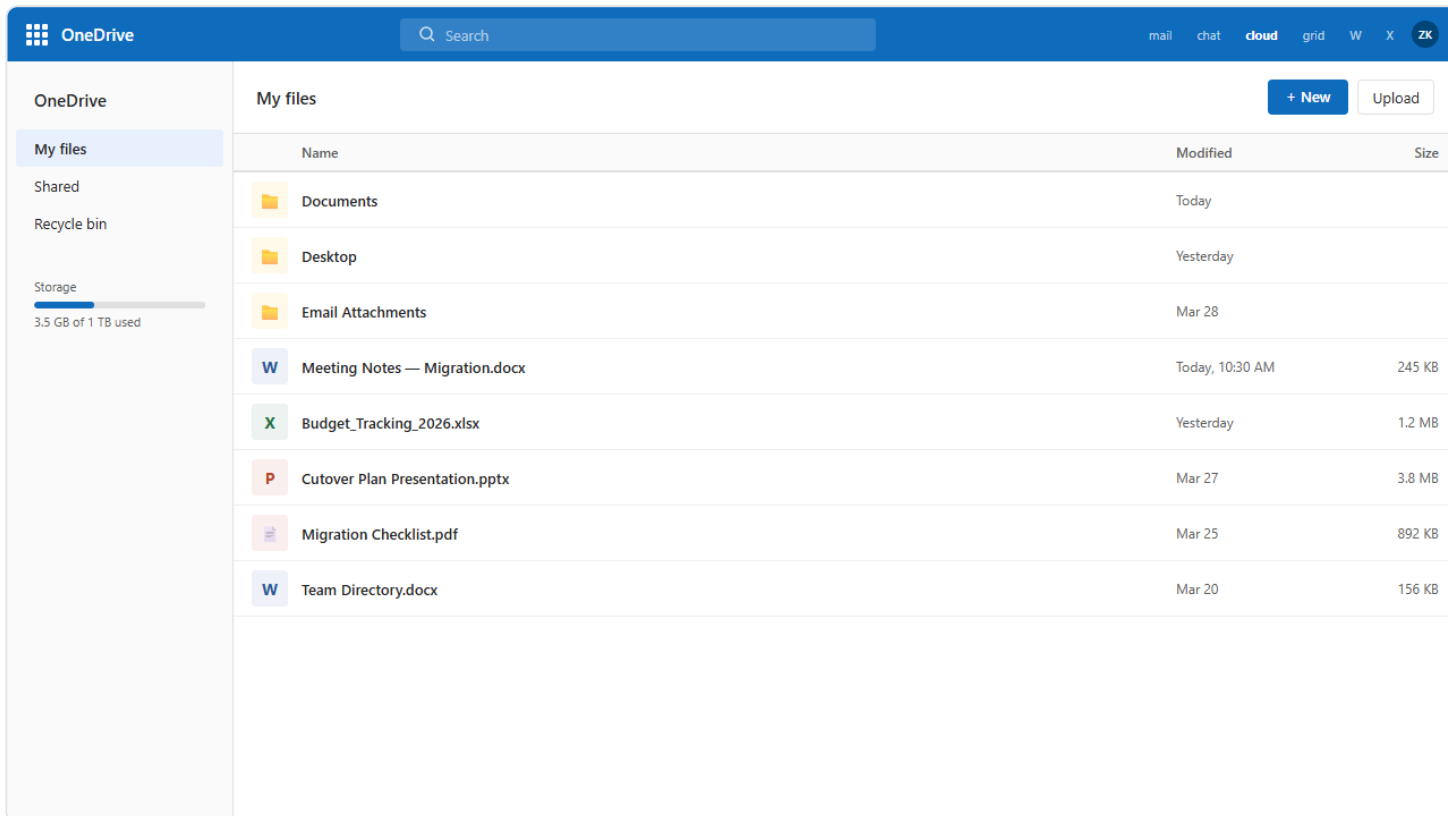 OneDrive
Search
mail chat cloud grid W X ZK
OneDrive
My files
Shared
Recycle bin
Storage
3.5 GB of 1 TB used
My files
+ New Upload
Name Modified Size
Documents Today
Desktop Yesterday
Email Attachments Mar 28
W Meeting Notes — Migration.docx Today, 10:30 AM 245 KB
X Budget_Tracking_2026.xlsx Yesterday 1.2 MB
P Cutover Plan Presentation.pptx Mar 27 3.8 MB
Migration Checklist.pdf Mar 25 892 KB
W Team Directory.docx Mar 20 156 KB